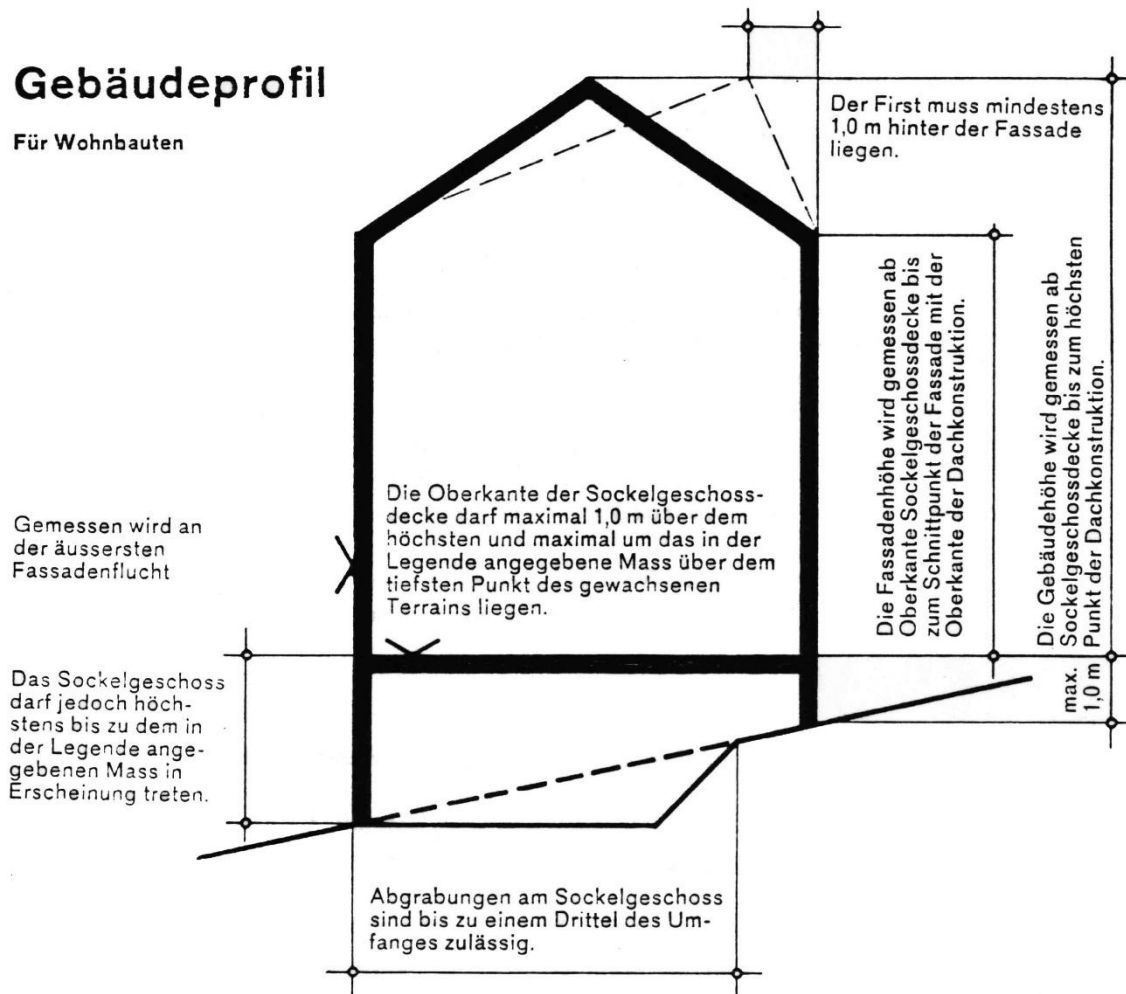 Gebäudeprofil
Für Wohnbauten
Der First muss mindestens
1,0 m hinter der Fassade
liegen.
Die Fassadenhöhe wird gemessen ab
Oberkante Sockelgeschossdecke bis
zum Schnittpunkt der Fassade mit der
Oberkante der Dachkonstruktion.
Die Gebäudehöhe wird gemessen ab
Sockelgeschossdecke bis zum höchsten
Punkt der Dachkonstruktion.
max.
1,0 m
Gemessen wird an
der äussersten
Fassadenflucht
Die Oberkante der Sockelgeschoss-
decke darf maximal 1,0 m über dem
höchsten und maximal um das in der
Legende angegebene Mass über dem
tiefsten Punkt des gewachsenen
Terrains liegen.
Das Sockelgeschoss
darf jedoch höch-
stens bis zu dem in
der Legende ange-
gebenen Mass in
Erscheinung treten.
Abgrabungen am Sockelgeschoss
sind bis zu einem Drittel des Um-
fanges zulässig.